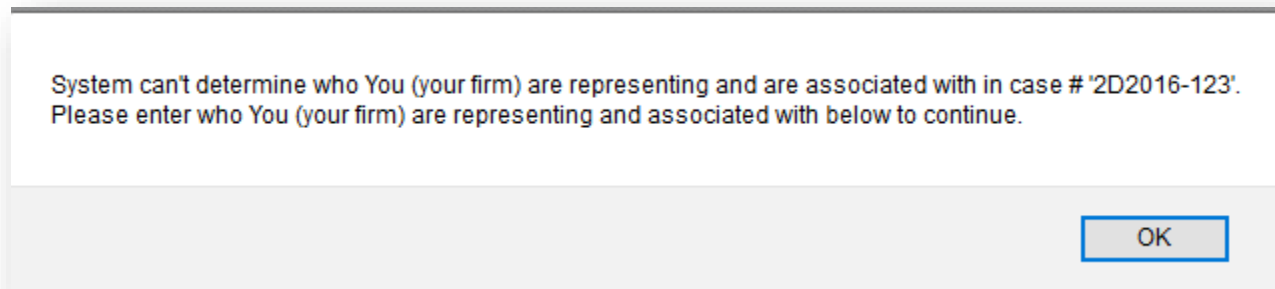 System can't determine who You (your firm) are representing and are associated with in case # '2D2016-123'.
Please enter who You (your firm) are representing and associated with below to continue.
OK